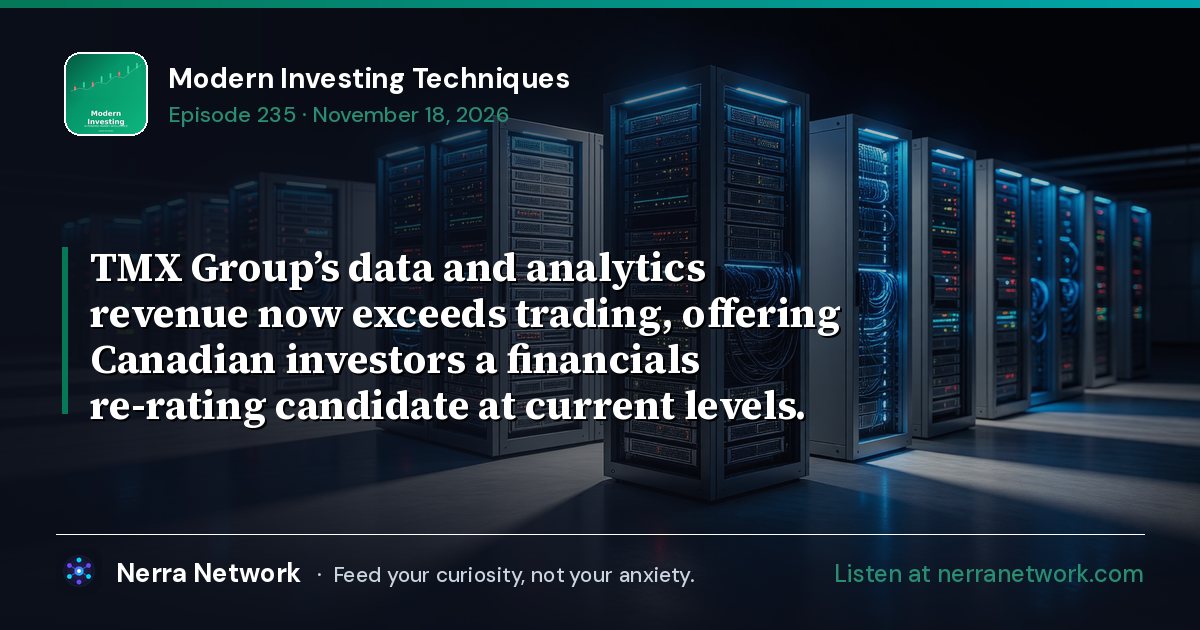 Modern Investing Techniques
Episode 235 · November 18, 2026
Modern
Investing
TMX Group’s data and analytics
revenue now exceeds trading, offering
Canadian investors a financials
re-rating candidate at current levels.
Nerra Network · Feed your curiosity, not your anxiety.
Listen at nerranetwork.com